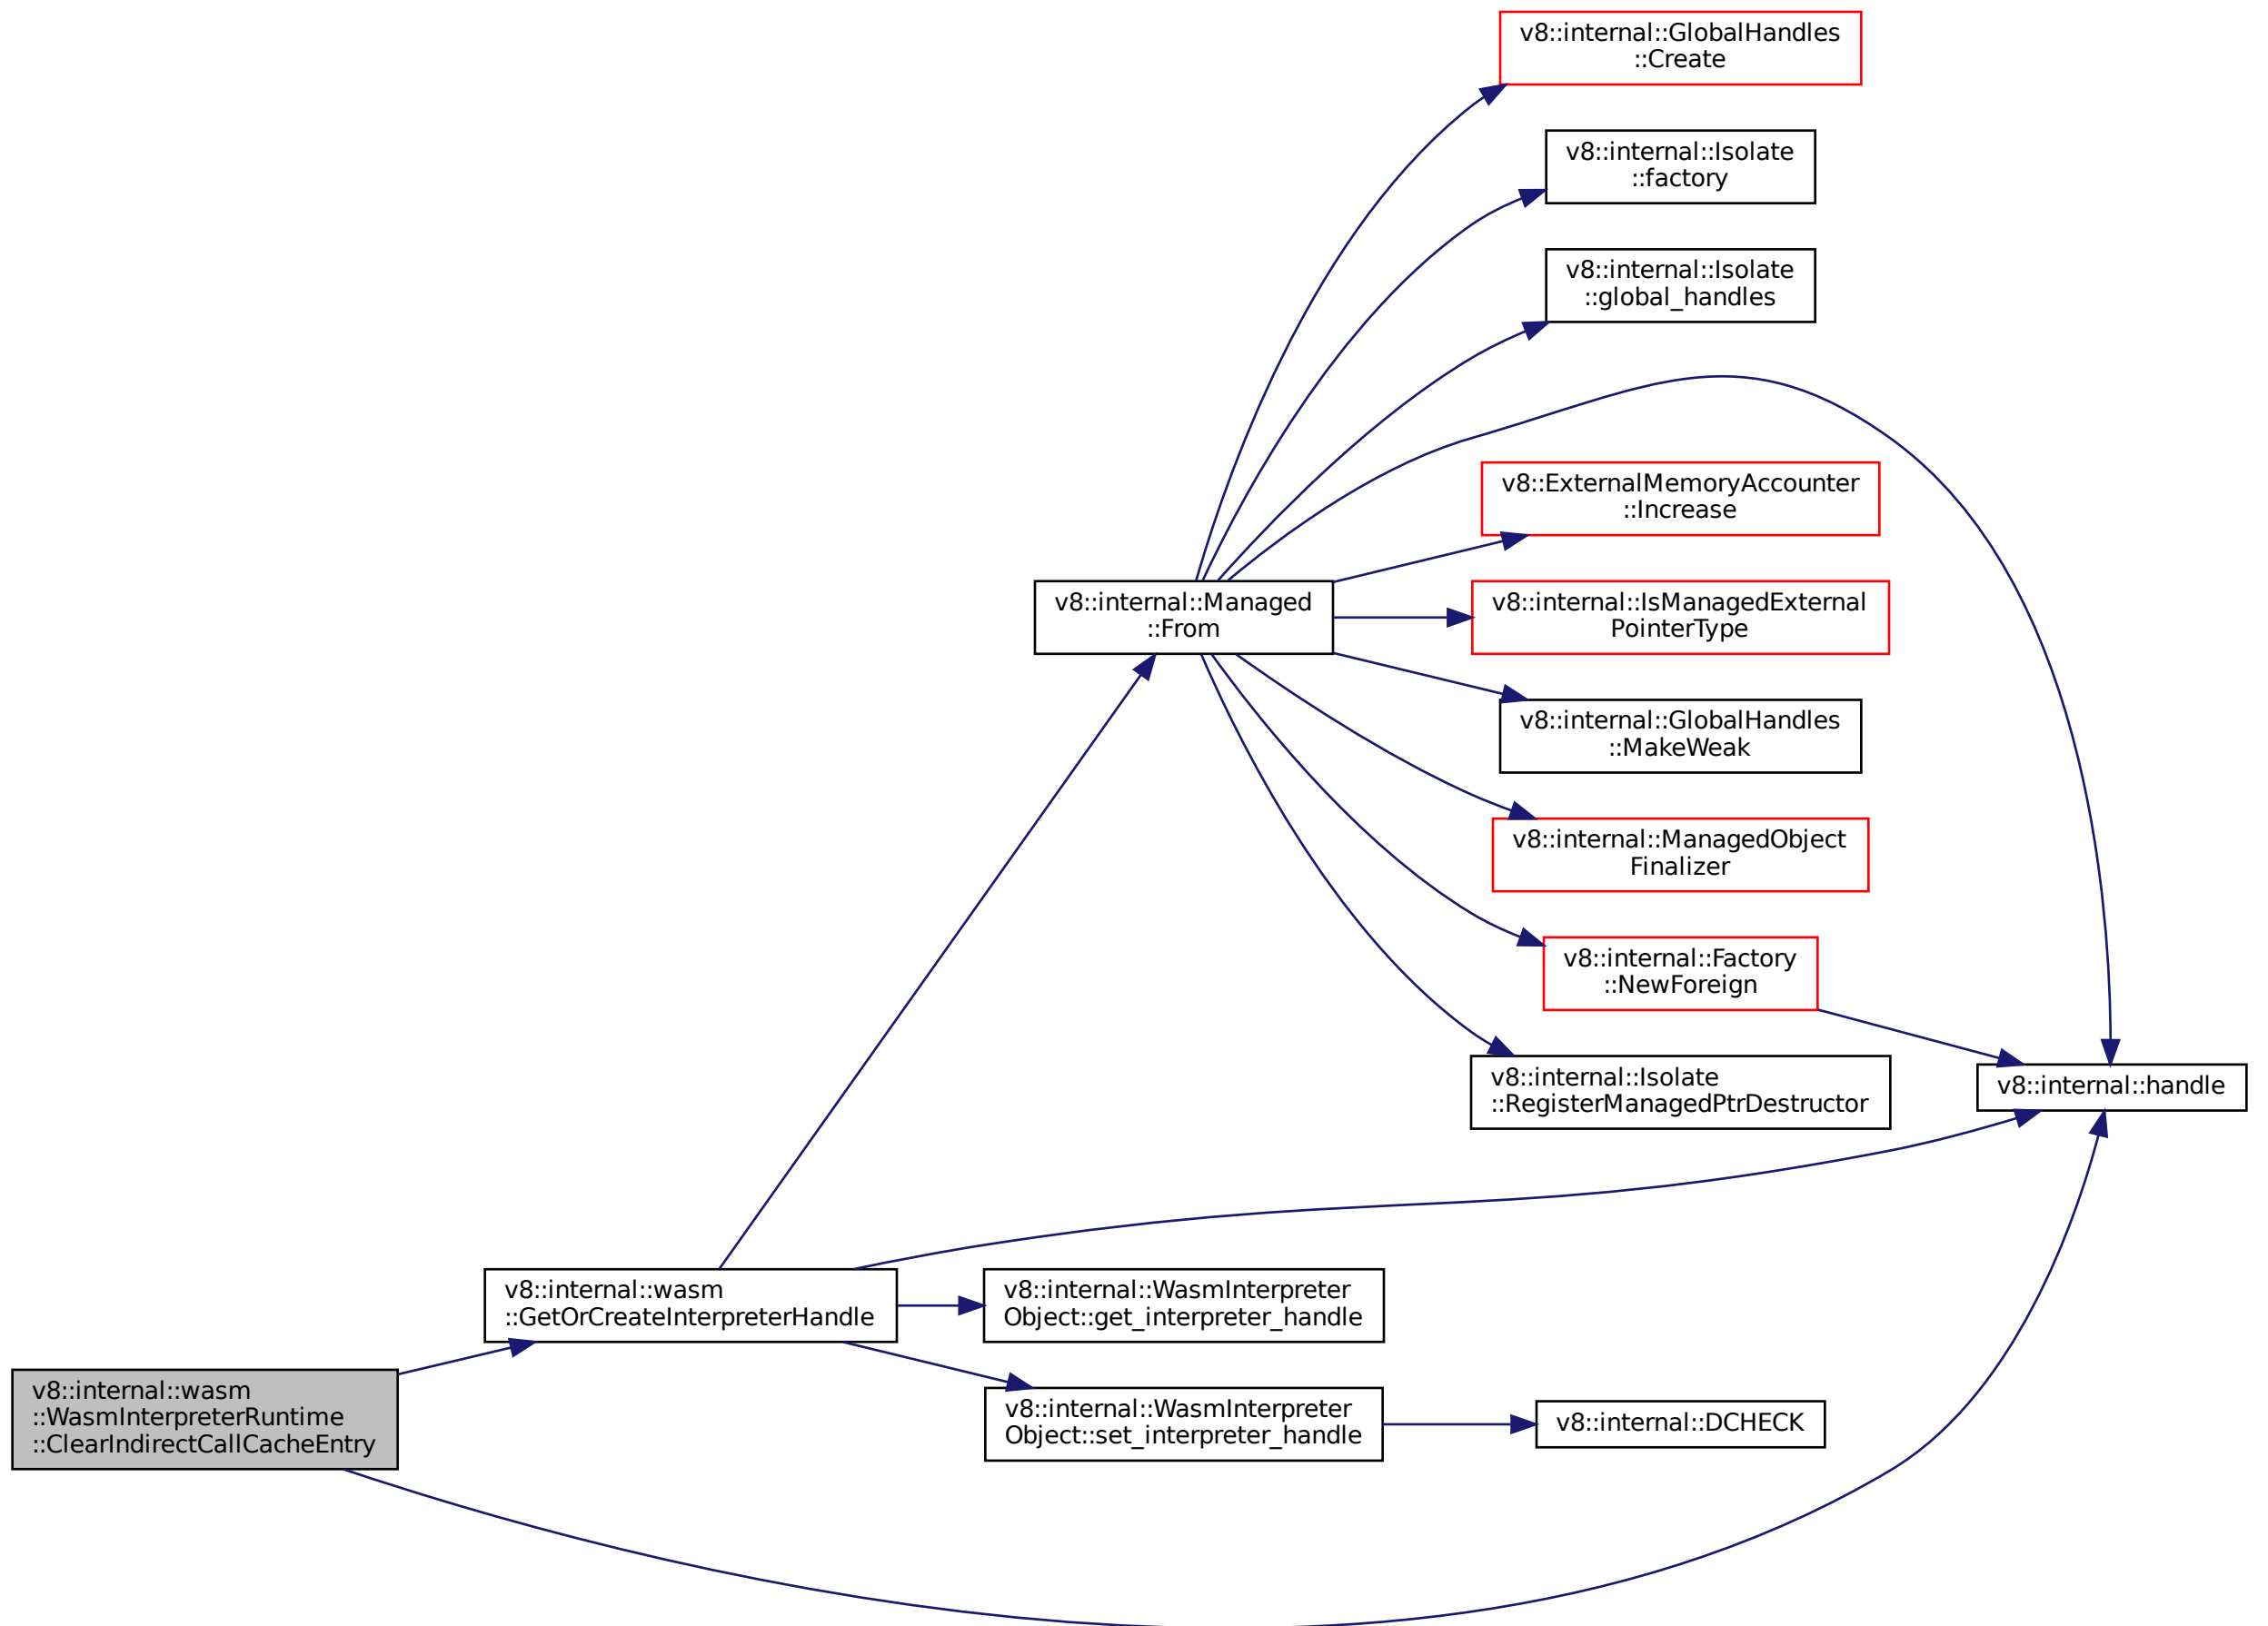 v8::internal::GlobalHandles
::Create
v8::internal::Isolate
::factory
v8::internal::Isolate
::global_handles
v8::ExternalMemoryAccounter
::Increase
v8::internal::Managed
::From
v8::internal::IsManagedExternal
PointerType
v8::internal::GlobalHandles
::MakeWeak
v8::internal::ManagedObject
Finalizer
v8::internal::Factory
::NewForeign
v8::internal::Isolate
::RegisterManagedPtrDestructor
v8::internal::handle
v8::internal::wasm
::GetOrCreateInterpreterHandle
v8::internal::WasmInterpreter
Object::get_interpreter_handle
v8::internal::wasm
::WasmInterpreterRuntime
::ClearIndirectCallCacheEntry
v8::internal::WasmInterpreter
Object::set_interpreter_handle
v8::internal::DCHECK